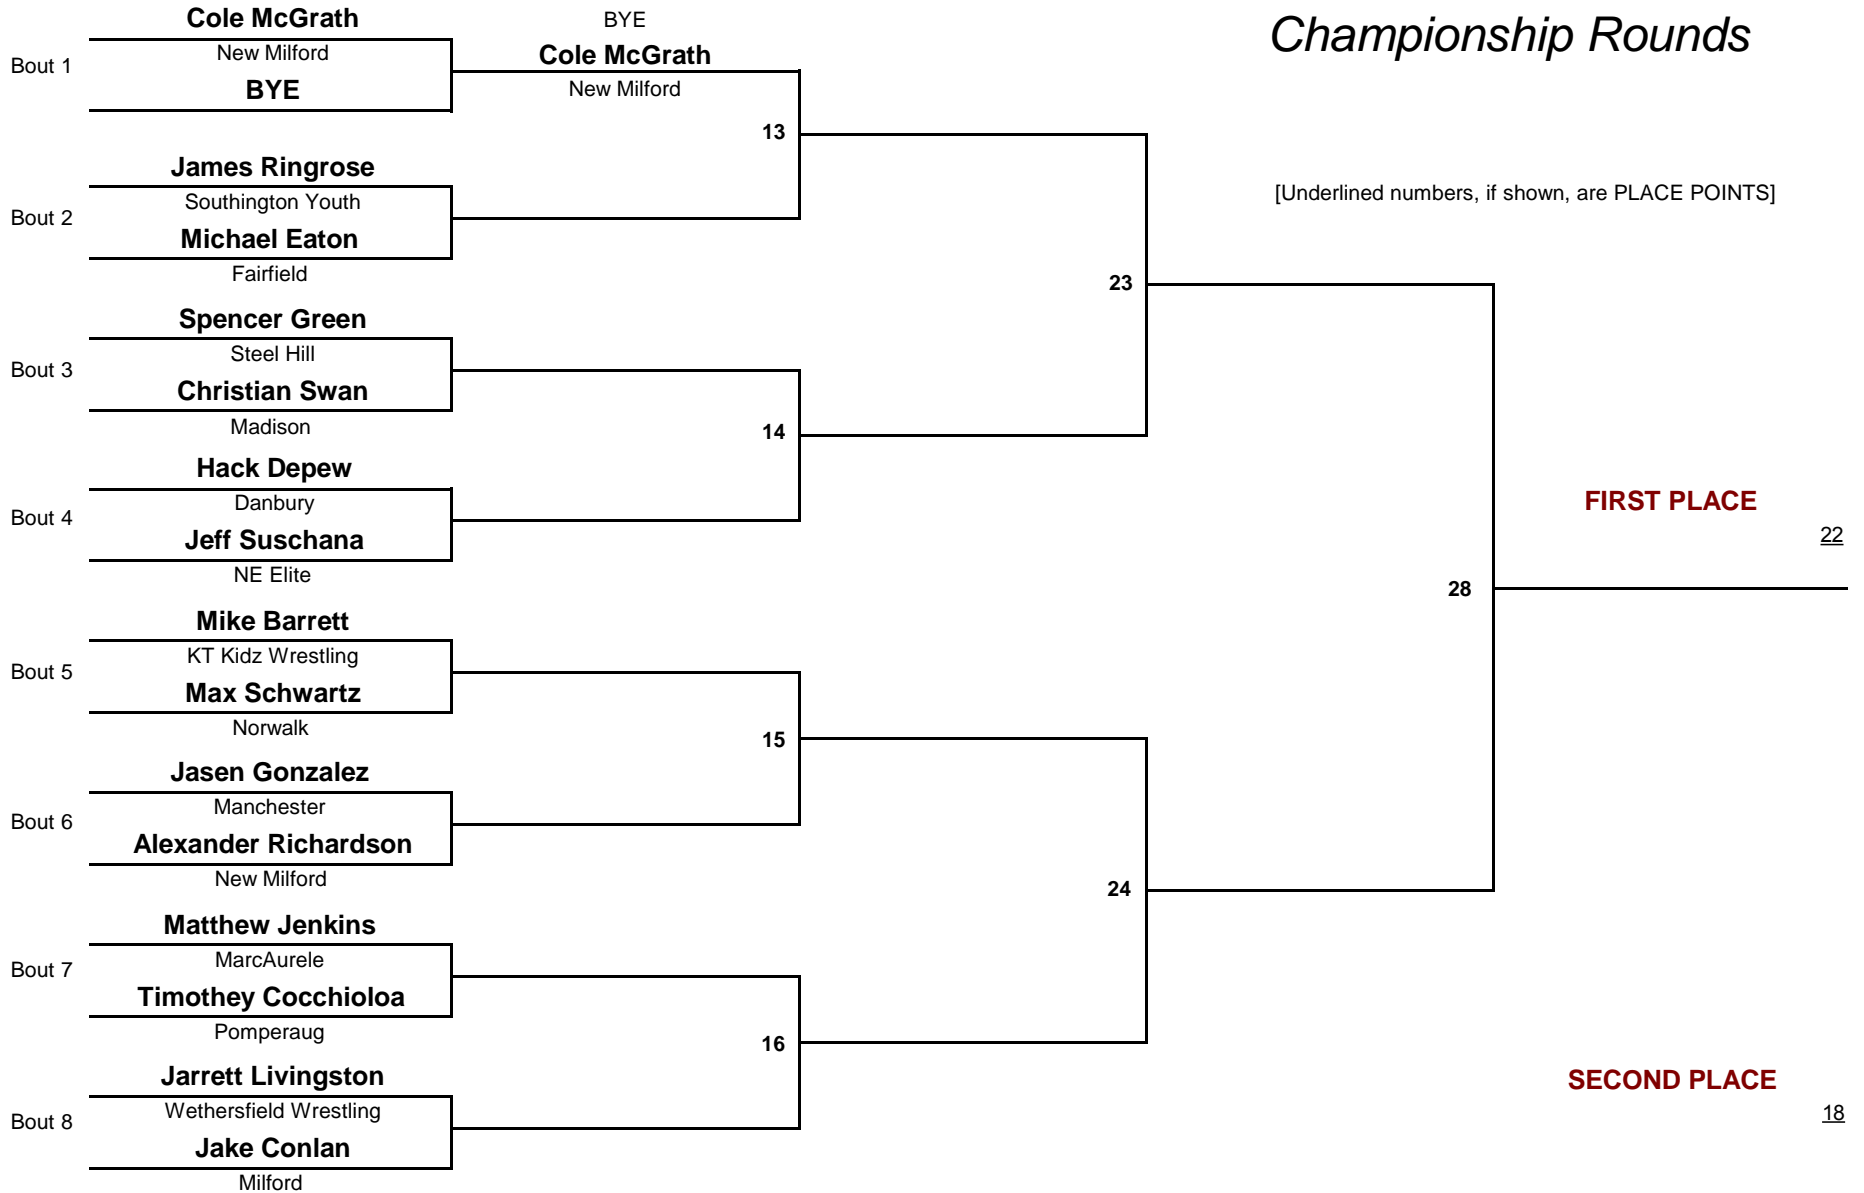 Championship Rounds
[Underlined numbers, if shown, are PLACE POINTS]
Bout 1
Cole McGrath
New Milford
BYE
Bout 2
James Ringrose
Southington Youth
Michael Eaton
Fairfield
Bout 3
Spencer Green
Steel Hill
Christian Swan
Madison
Bout 4
Hack Depew
Danbury
Jeff Suschana
NE Elite
Bout 5
Mike Barrett
KT Kidz Wrestling
Max Schwartz
Norwalk
Bout 6
Jasen Gonzalez
Manchester
Alexander Richardson
New Milford
Bout 7
Matthew Jenkins
MarcAurele
Timothey Cocchioloa
Pomperaug
Bout 8
Jarrett Livingston
Wethersfield Wrestling
Jake Conlan
Milford
BYE
Cole McGrath
New Milford
13
14
15
16
23
24
28
FIRST PLACE
22
SECOND PLACE
18